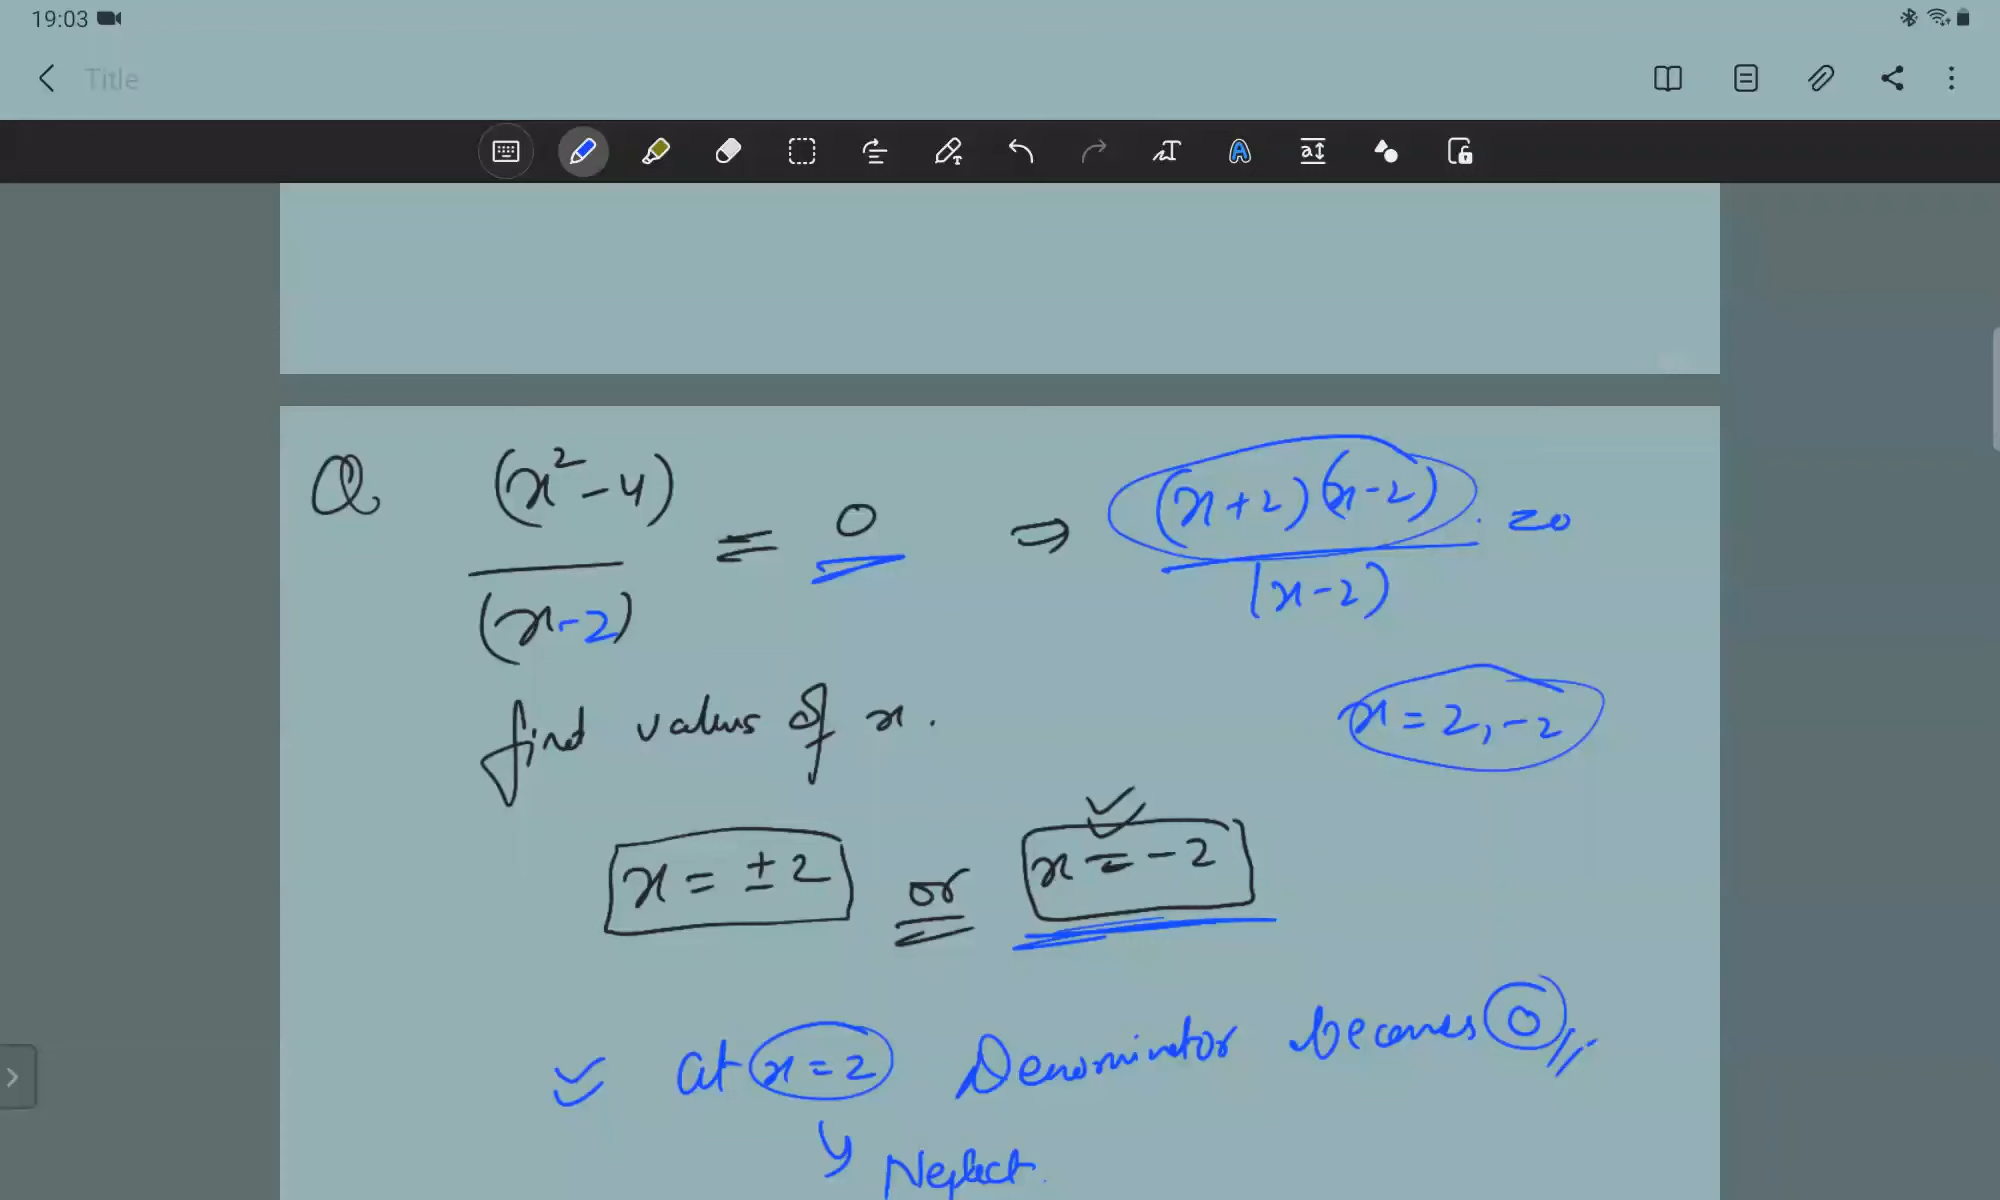 19:03
Title
Q (x²-4)/(x-2) = 0 ⇒ (x+2)(x-2)/(x-2) = 0
find values of x.
x = 2, -2
x = ±2 or x = -2
at x = 2 Denominator becomes 0
Neglect.